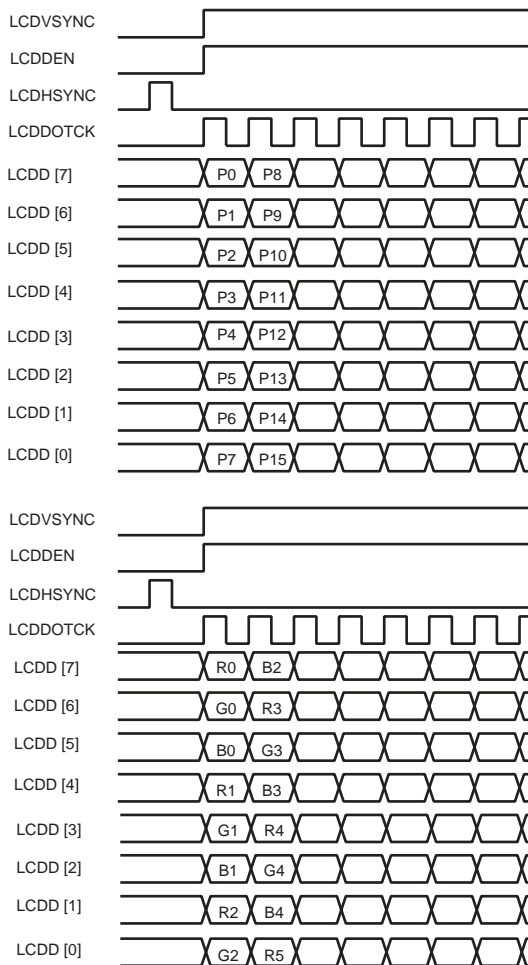 LCDVSYNC
LCDDEN
LCDHSYNC
LCDDOTCK
LCDD [7] P0 P8
LCDD [6] P1 P9
LCDD [5] P2 P10
LCDD [4] P3 P11
LCDD [3] P4 P12
LCDD [2] P5 P13
LCDD [1] P6 P14
LCDD [0] P7 P15
LCDVSYNC
LCDDEN
LCDHSYNC
LCDDOTCK
LCDD [7] R0 B2
LCDD [6] G0 R3
LCDD [5] B0 G3
LCDD [4] R1 B3
LCDD [3] G1 R4
LCDD [2] B1 G4
LCDD [1] R2 B4
LCDD [0] G2 R5